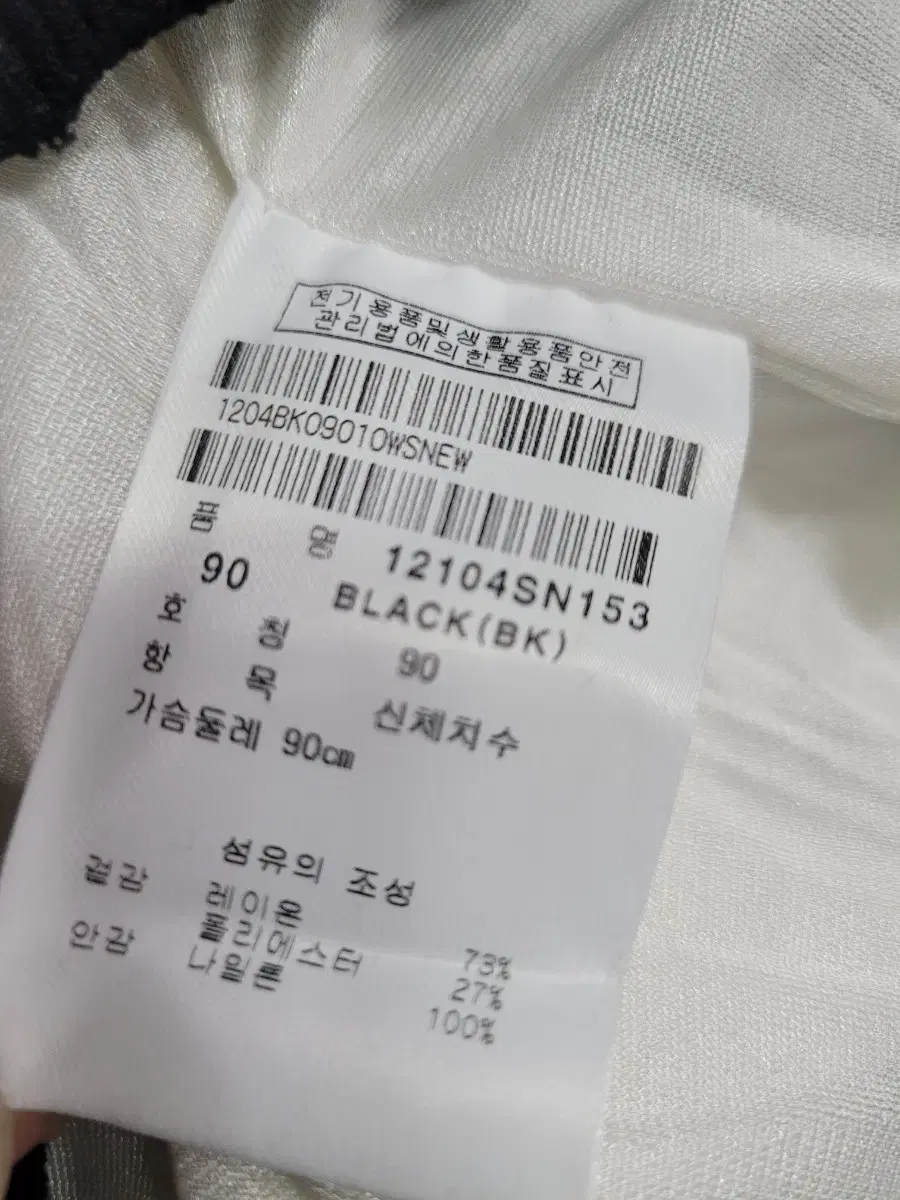 전기용품및생활용품안전
관리법에의한품질표시
1204BK09010WSNEW
품 명 12104SN153
90 BLACK(BK)
호 칭 90
항 목 신체치수
가슴둘레 90cm
섬유의 조성
겉감 레이온 73%
폴리에스터 27%
안감 나일론 100%